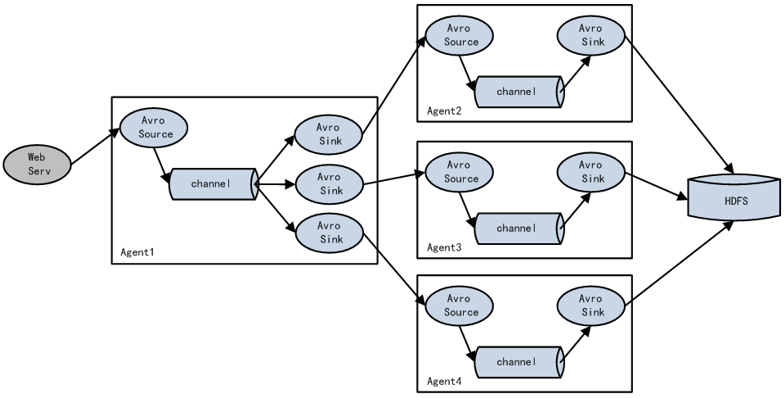 Web
Serv
Avro
Source
channel
Avro
Sink
Avro
Sink
Avro
Sink
Agent1
Avro
Source
channel
Avro
Sink
Agent2
Avro
Source
channel
Avro
Sink
Agent3
Avro
Source
channel
Avro
Sink
Agent4
HDFS